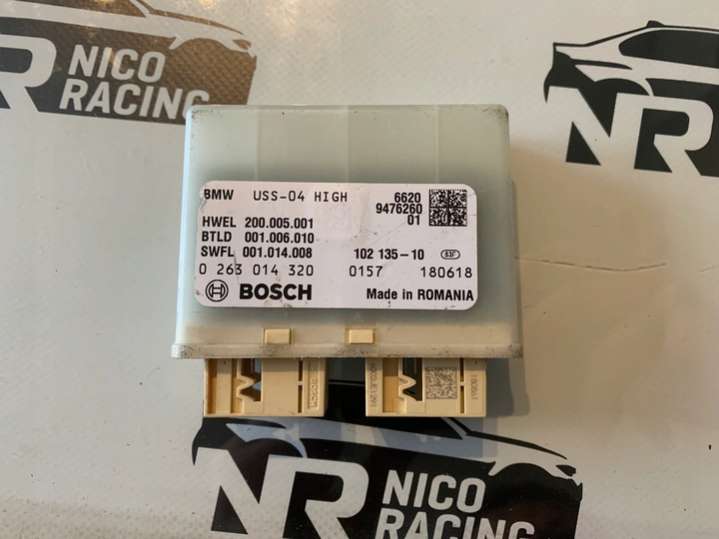 NR NICO
RACING
NR
BMW USS-04 HIGH 6620
9476260
01
HWEL 200.005.001
BTLD 001.006.010
SWFL 001.014.008 102 135-10
0 263 014 320 0157 180618
BOSCH Made in ROMANIA
NR NICO
RACING